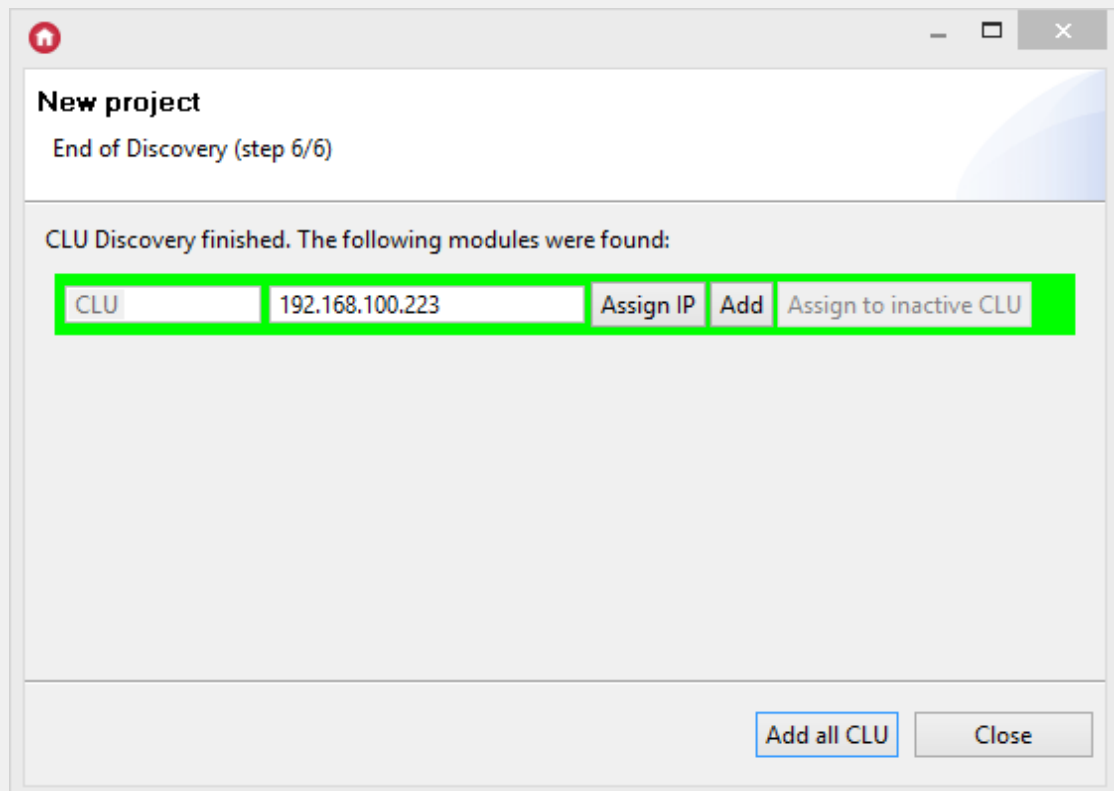 New project
End of Discovery (step 6/6)
CLU Discovery finished. The following modules were found:
CLU 192.168.100.223 Assign IP Add Assign to inactive CLU
Add all CLU Close